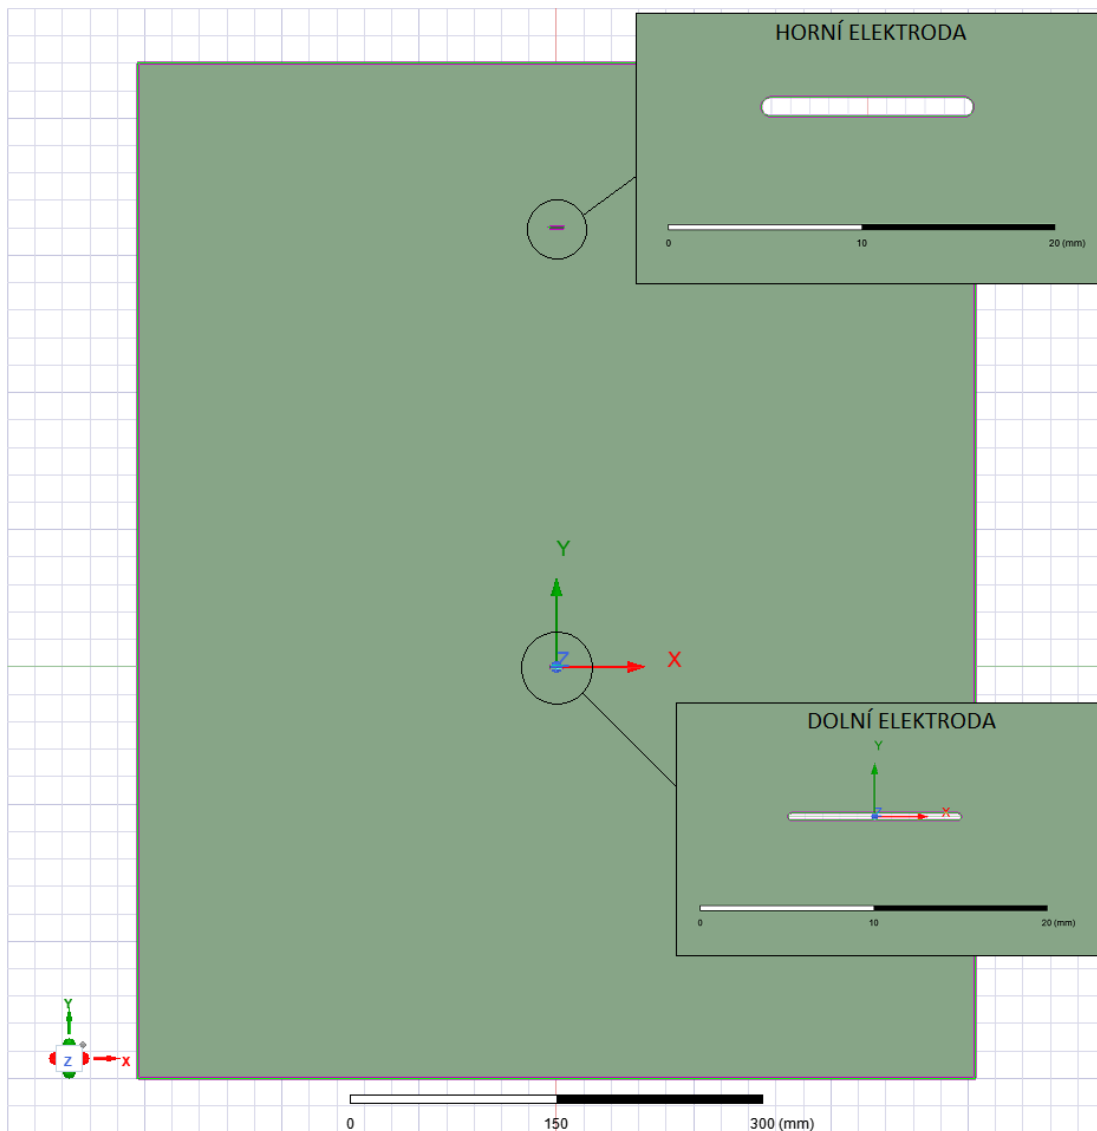 HORNÍ ELEKTRODA
0 10 20 (mm)
Y
Z X
DOLNÍ ELEKTRODA
Y
Z X
0 10 20 (mm)
Y
Z X
0 150 300 (mm)